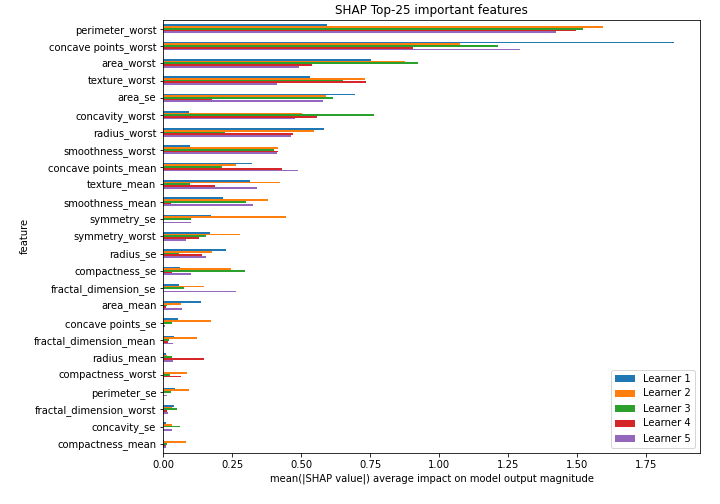 SHAP Top-25 important features
perimeter_worst
concave points_worst
area_worst
texture_worst
area_se
concavity_worst
radius_worst
smoothness_worst
concave points_mean
texture_mean
smoothness_mean
symmetry_se
symmetry_worst
radius_se
compactness_se
fractal_dimension_se
area_mean
concave points_se
fractal_dimension_mean
radius_mean
compactness_worst
perimeter_se
fractal_dimension_worst
concavity_se
compactness_mean
feature
Learner 1
Learner 2
Learner 3
Learner 4
Learner 5
0.00 0.25 0.50 0.75 1.00 1.25 1.50 1.75
mean(|SHAP value|) average impact on model output magnitude